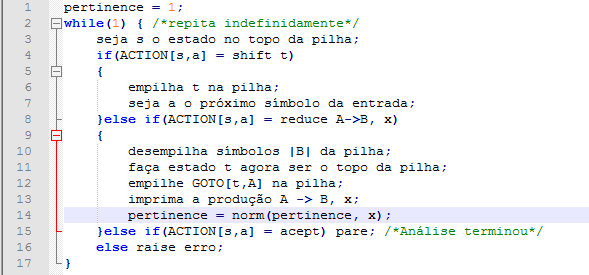 1 pertinence = 1;
2 while(1) { /*repita indefinidamente*/
3 seja s o estado no topo da pilha;
4 if(ACTION[s,a] = shift t)
5 {
6 empilha t na pilha;
7 seja a o próximo símbolo da entrada;
8 }else if(ACTION[s,a] = reduce A->B, x)
9 {
10 desempilha símbolos |B| da pilha;
11 faça estado t agora ser o topo da pilha;
12 empilhe GOTO[t,A] na pilha;
13 imprima a produção A -> B, x;
14 pertinence = norm(pertinence, x);
15 }else if(ACTION[s,a] = acept) pare; /*Análise terminou*/
16 else raise erro;
17 }